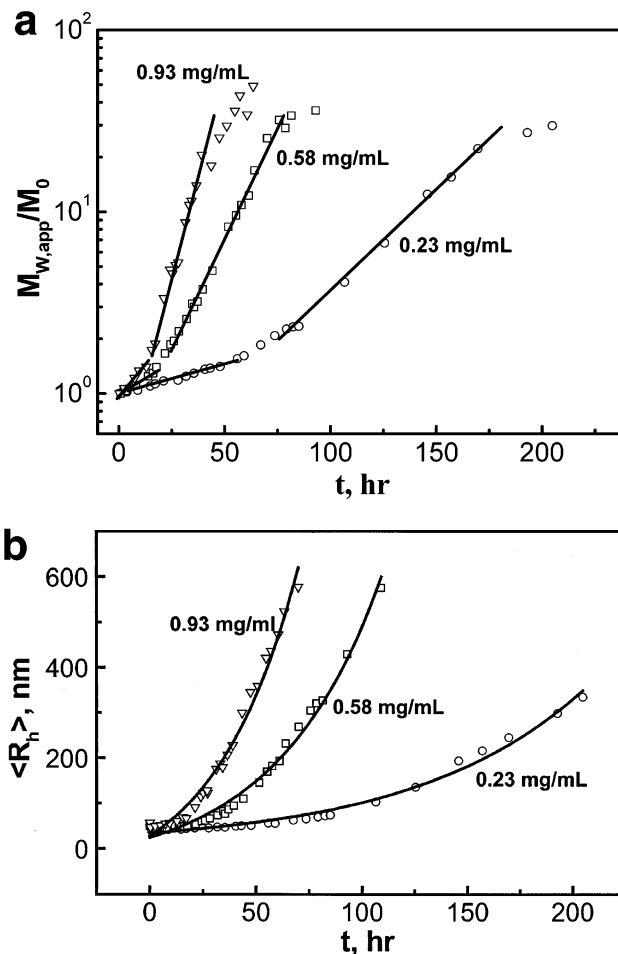 a
10²
0.93 mg/mL
0.58 mg/mL
10¹
0.23 mg/mL
10⁰
M_W,app/M_0
0 50 100 150 200
t, hr
b
600
0.93 mg/mL
400
0.58 mg/mL
200
0.23 mg/mL
0
<R_h>, nm
0 50 100 150 200
t, hr